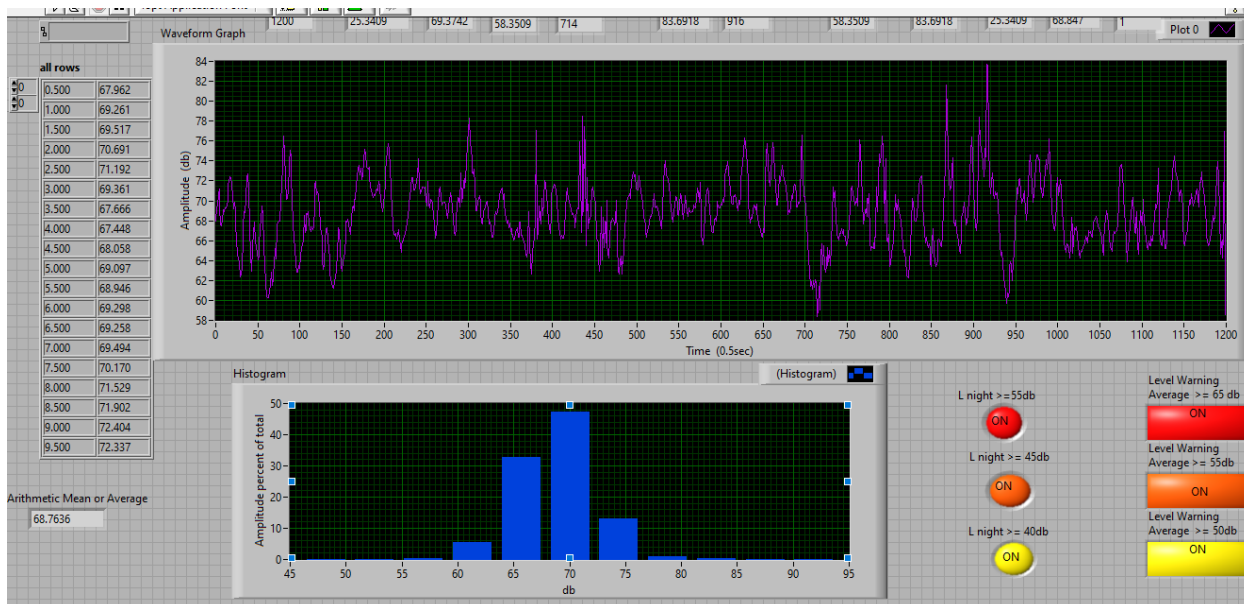 1200 25.3409 69.3742 58.3509 714 83.6918 916 58.3509 83.6918 25.3409 68.847 1
Waveform Graph
Plot 0
all rows
0
0
0.500 67.962
1.000 69.261
1.500 69.517
2.000 70.691
2.500 71.192
3.000 69.361
3.500 67.666
4.000 67.448
4.500 68.058
5.000 69.097
5.500 68.946
6.000 69.298
6.500 69.258
7.000 69.494
7.500 70.170
8.000 71.529
8.500 71.902
9.000 72.404
9.500 72.337
Arithmetic Mean or Average
68.7636
Amplitude (db)
84
82
80
78
76
74
72
70
68
66
64
62
60
58
0 50 100 150 200 250 300 350 400 450 500 550 600 650 700 750 800 850 900 950 1000 1050 1100 1150 1200
Time (0.5sec)
Histogram
(Histogram)
Amplitude percent of total
50
40
30
20
10
0
45 50 55 60 65 70 75 80 85 90 95
db
L night >=55db
ON
L night >= 45db
ON
L night >= 40db
ON
Level Warning
Average >= 65 db
ON
Level Warning
Average >= 55db
ON
Level Warning
Average >= 50db
ON